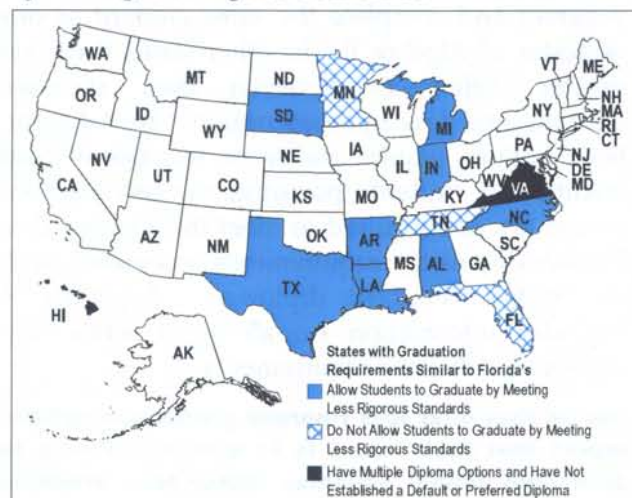 WA
MT
ND
MN
VT
ME
OR
ID
SD
WI
MI
NY
NH
MA
RI
CT
WY
NV
NE
IA
PA
NJ
DE
MD
UT
CO
IL
IN
OH
WV
VA
CA
KS
MO
KY
NC
AZ
NM
OK
AR
TN
SC
TX
LA
MS
AL
GA
FL
HI
AK
States with Graduation
Requirements Similar to Florida's
Allow Students to Graduate by Meeting
Less Rigorous Standards
Do Not Allow Students to Graduate by Meeting
Less Rigorous Standards
Have Multiple Diploma Options and Have Not
Established a Default or Preferred Diploma